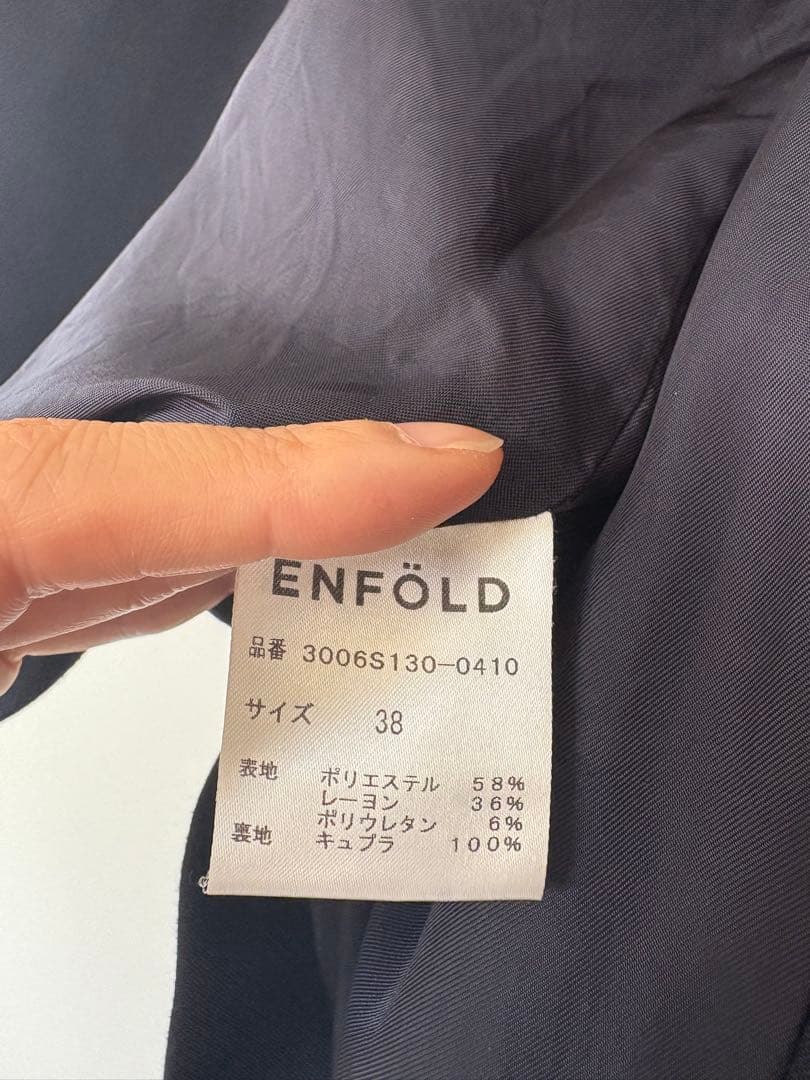 ENFÖLD
品番 3006S130-0410
サイズ 38
表地 ポリエステル 58%
レーヨン 36%
ポリウレタン 6%
裏地 キュプラ 100%